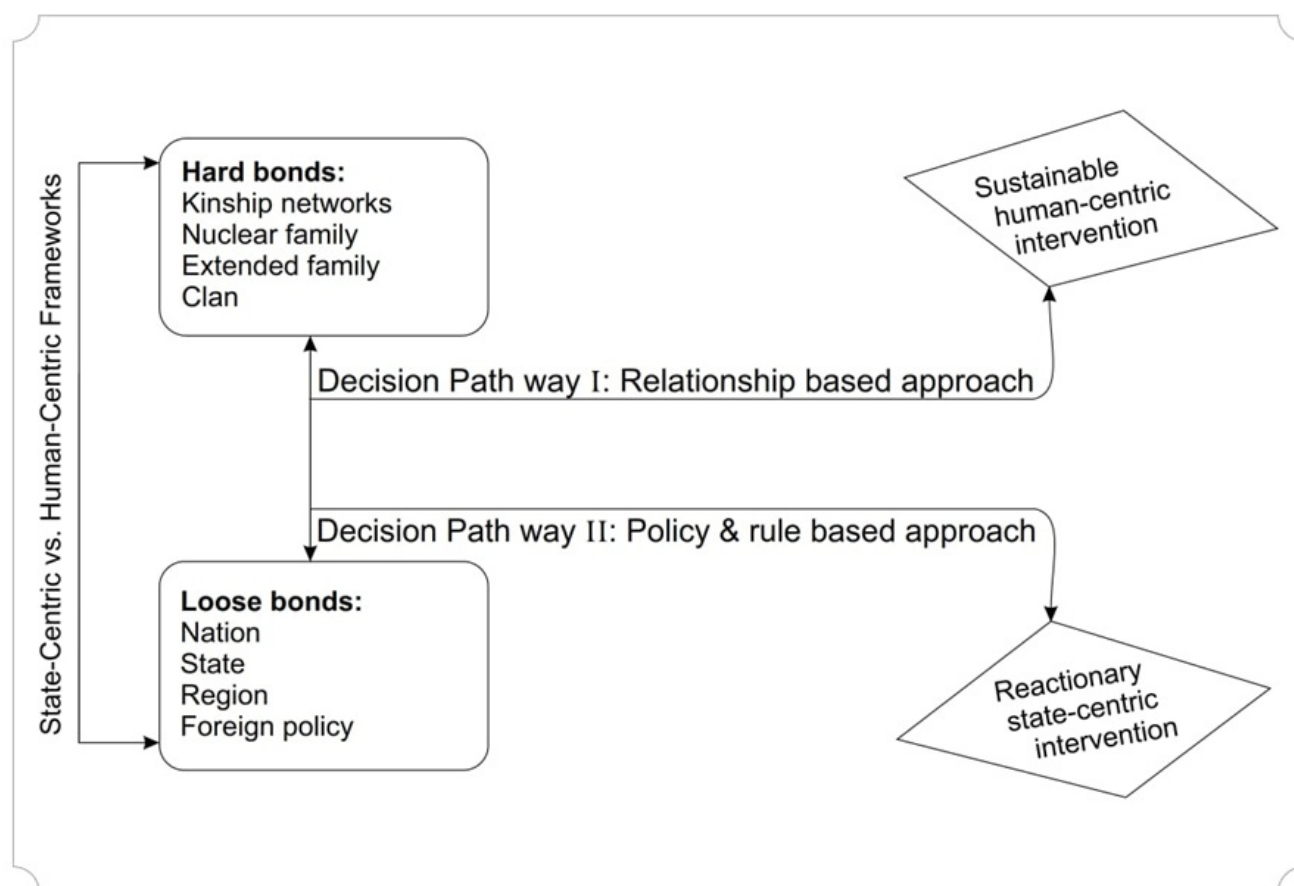 State-Centric vs. Human-Centric Frameworks
Hard bonds:
Kinship networks
Nuclear family
Extended family
Clan
Sustainable
human-centric
intervention
Decision Path way I: Relationship based approach
Decision Path way II: Policy & rule based approach
Loose bonds:
Nation
State
Region
Foreign policy
Reactionary
state-centric
intervention